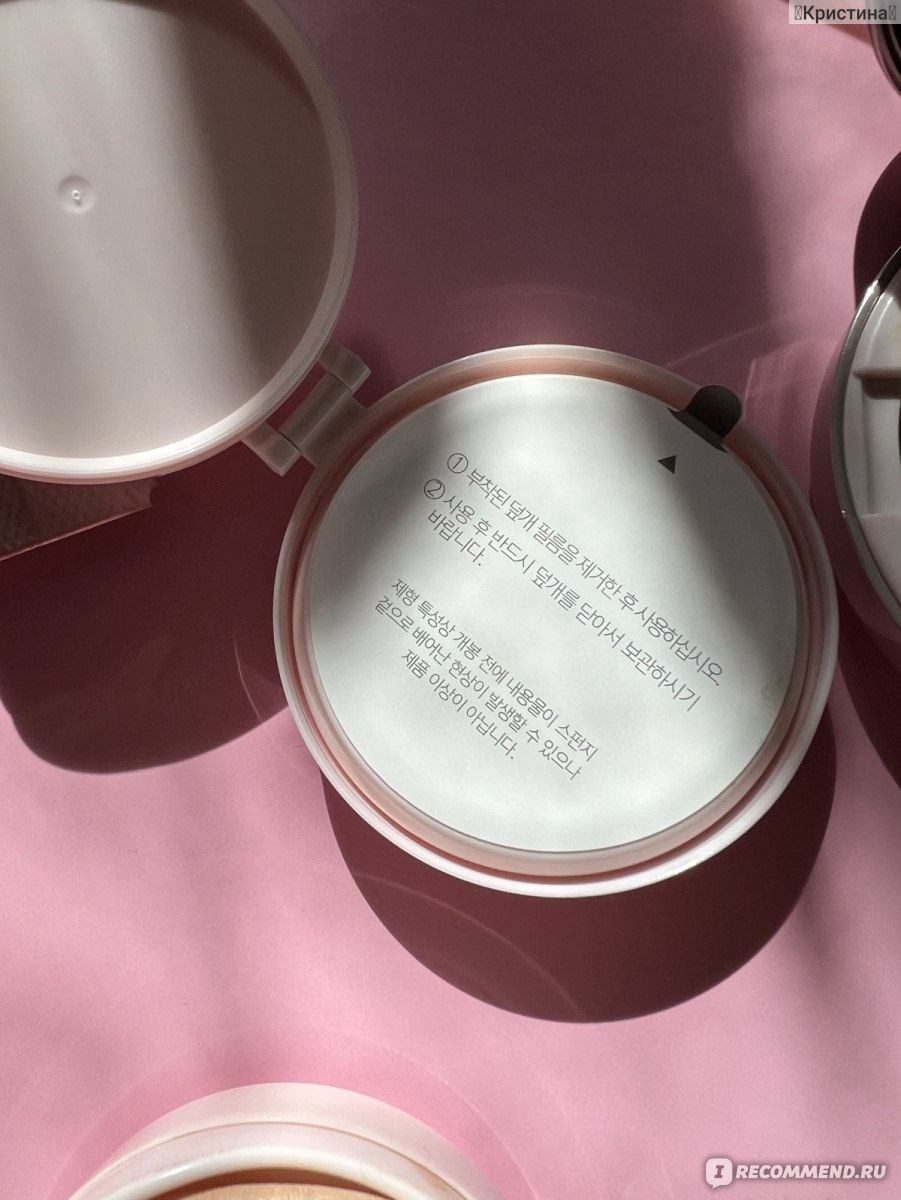 Кристина
9
① 부착된 덮개 필름을 제거한 후 사용하십시오.
② 사용 후 반드시 덮개를 닫아서 보관하시기
바랍니다.
제형 특성상 개봉 전에 내용물이 스펀지
겉으로 배어난 현상이 발생할 수 있으나
제품 이상이 아닙니다.
IRECOMMEND.RU